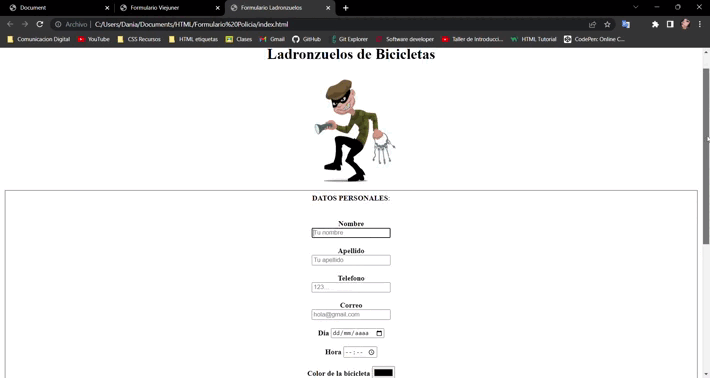 Document
Formulario Viejuner
Formulario Ladronzuelos
Archivo | C:/Users/Dania/Documents/HTML/Formulario%20Policia/index.html
Comunicacion Digital
YouTube
CSS Recursos
HTML etiquetas
Clases
Gmail
GitHub
Git Explorer
Software developer
Taller de Introducci...
HTML Tutorial
CodePen: Online C...
Ladronzuelos de Bicicletas
DATOS PERSONALES:
Nombre
Tu nombre
Apellido
Tu apellido
Telefono
123...
Correo
hola@gmail.com
Dia dd/mm/aaaa
Hora --:--
Color de la bicicleta